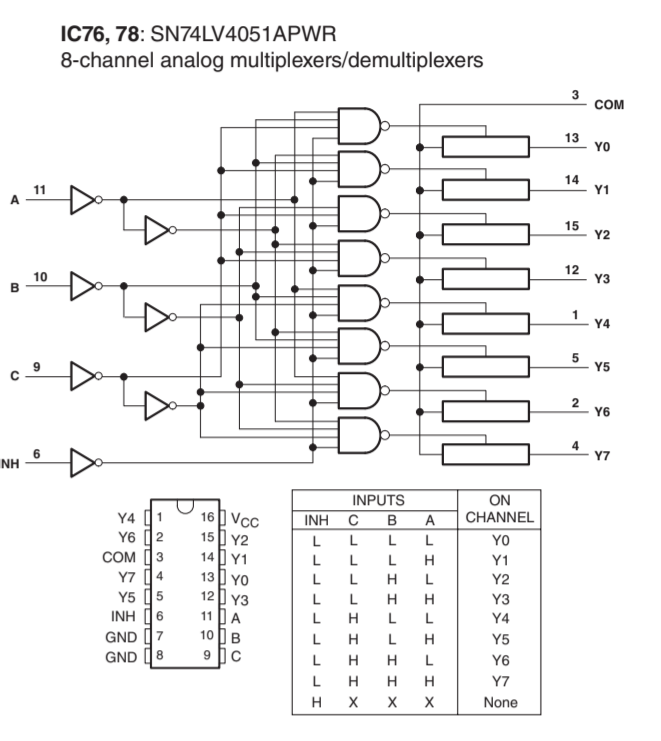 IC76, 78: SN74LV4051APWR
8-channel analog multiplexers/demultiplexers
3 COM
13 Y0
14 Y1
15 Y2
12 Y3
1 Y4
5 Y5
2 Y6
4 Y7
A 11
B 10
C 9
INH 6
Y4 1 16 VCC
Y6 2 15 Y2
COM 3 14 Y1
Y7 4 13 Y0
Y5 5 12 Y3
INH 6 11 A
GND 7 10 B
GND 8 9 C
INPUTS ON
INH C B A CHANNEL
L L L L Y0
L L L H Y1
L L H L Y2
L L H H Y3
L H L L Y4
L H L H Y5
L H H L Y6
L H H H Y7
H X X X None